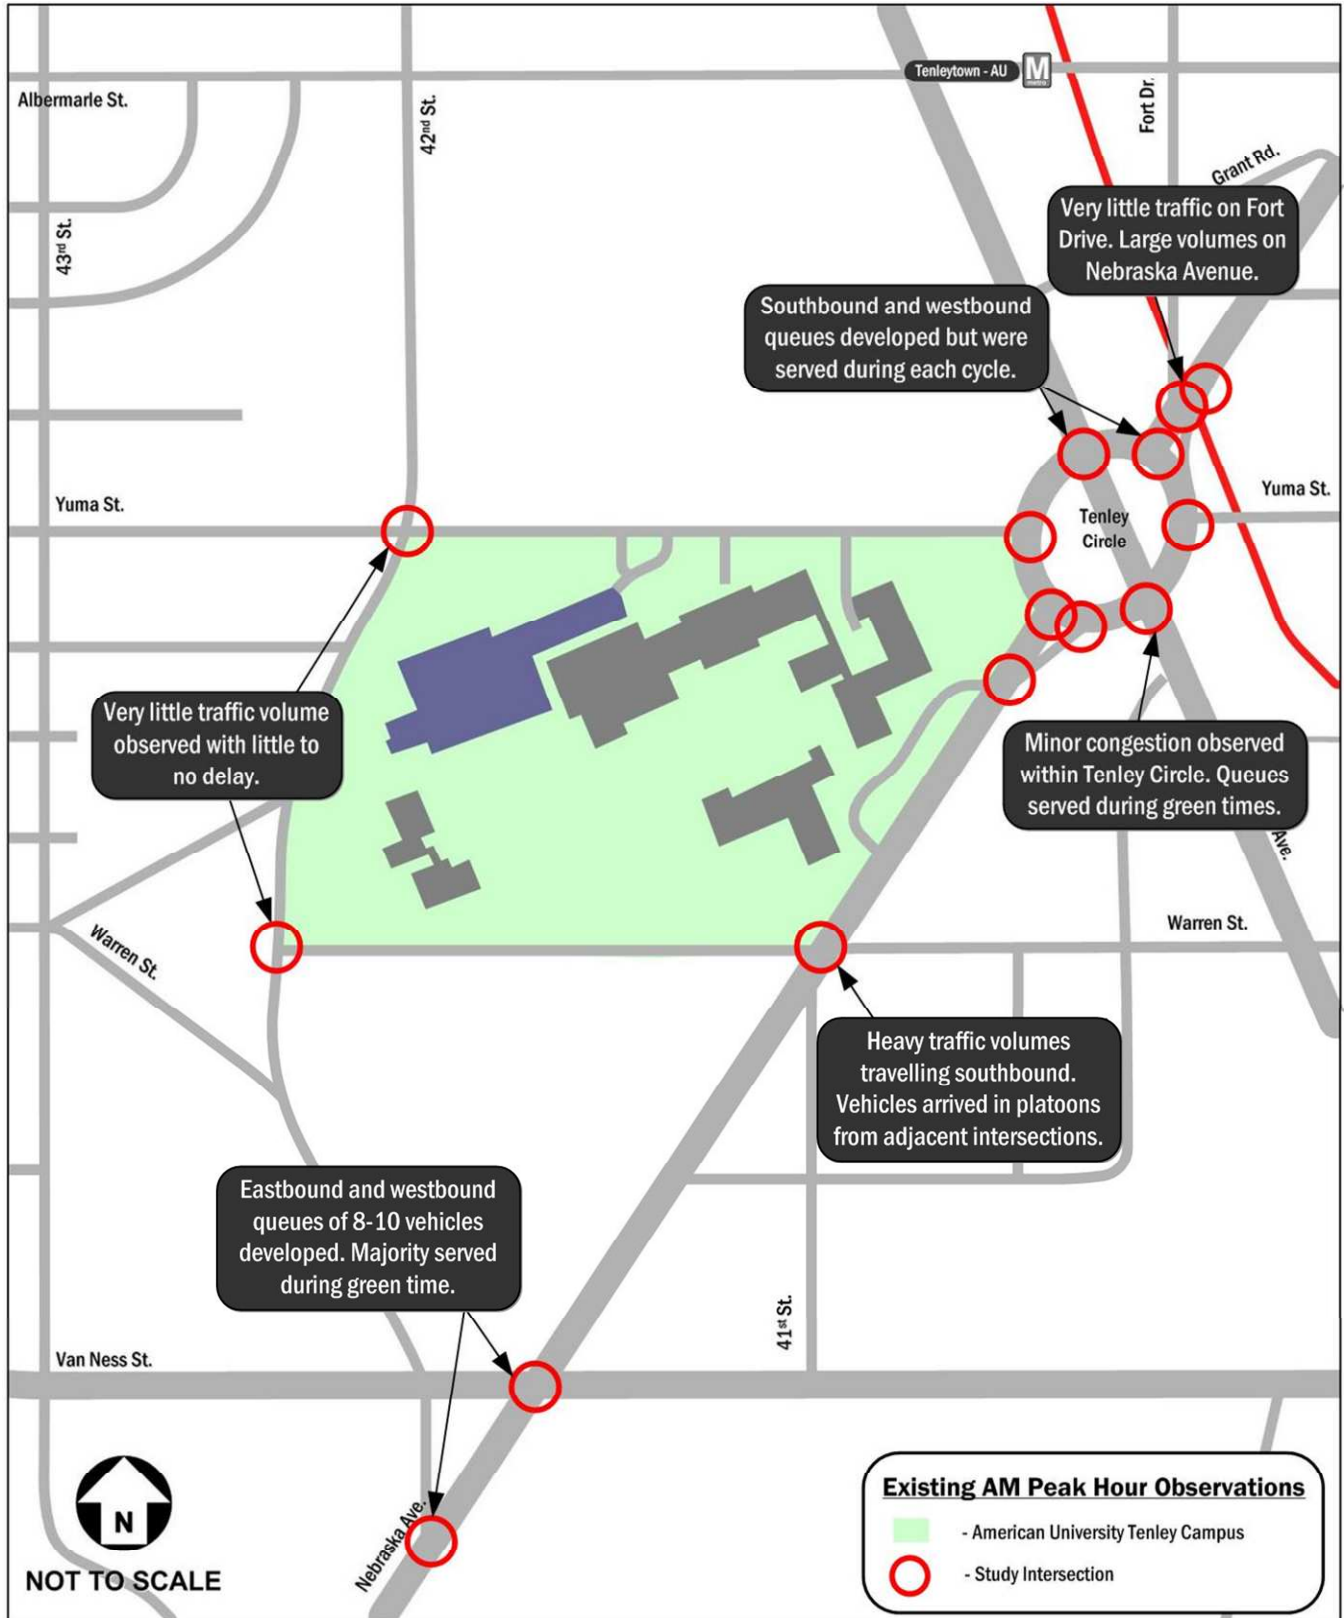 Tenleytown - AU
M
metro
Albermarle St.
42nd St.
Fort Dr.
Grant Rd.
43rd St.
Very little traffic on Fort
Drive. Large volumes on
Nebraska Avenue.
Southbound and westbound
queues developed but were
served during each cycle.
Yuma St.
Yuma St.
Tenley
Circle
Very little traffic volume
observed with little to
no delay.
Minor congestion observed
within Tenley Circle. Queues
served during green times.
Ave.
Warren St.
Warren St.
Heavy traffic volumes
travelling southbound.
Vehicles arrived in platoons
from adjacent intersections.
Eastbound and westbound
queues of 8-10 vehicles
developed. Majority served
during green time.
41st St.
Van Ness St.
Nebraska Ave.
N
NOT TO SCALE
Existing AM Peak Hour Observations
- American University Tenley Campus
- Study Intersection